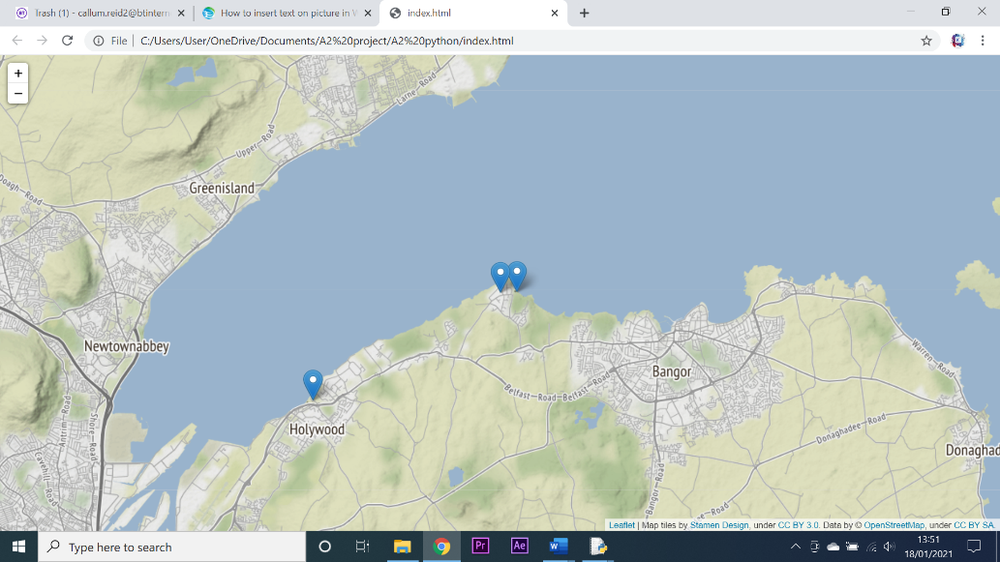 Trash (1) - callum.reid2@btintern
How to insert text on picture in W
index.html
File
C:/Users/User/OneDrive/Documents/A2%20project/A2%20python/index.html
+
−
Larne-Road
Upper-Road
Doagh-Road
Greenisland
Newtownabbey
Bangor
Warren-Road
Belfast-Road-Belfast-Road
Holywood
Antrim-Road
Shore-Road
Cavehill-Road
Donaghadee-Road
Donaghad
Bangor-Road
e-Road
Leaflet | Map tiles by Stamen Design, under CC BY 3.0. Data by © OpenStreetMap, under CC BY SA.
Type here to search
Pr
Ae
W
13:51
18/01/2021